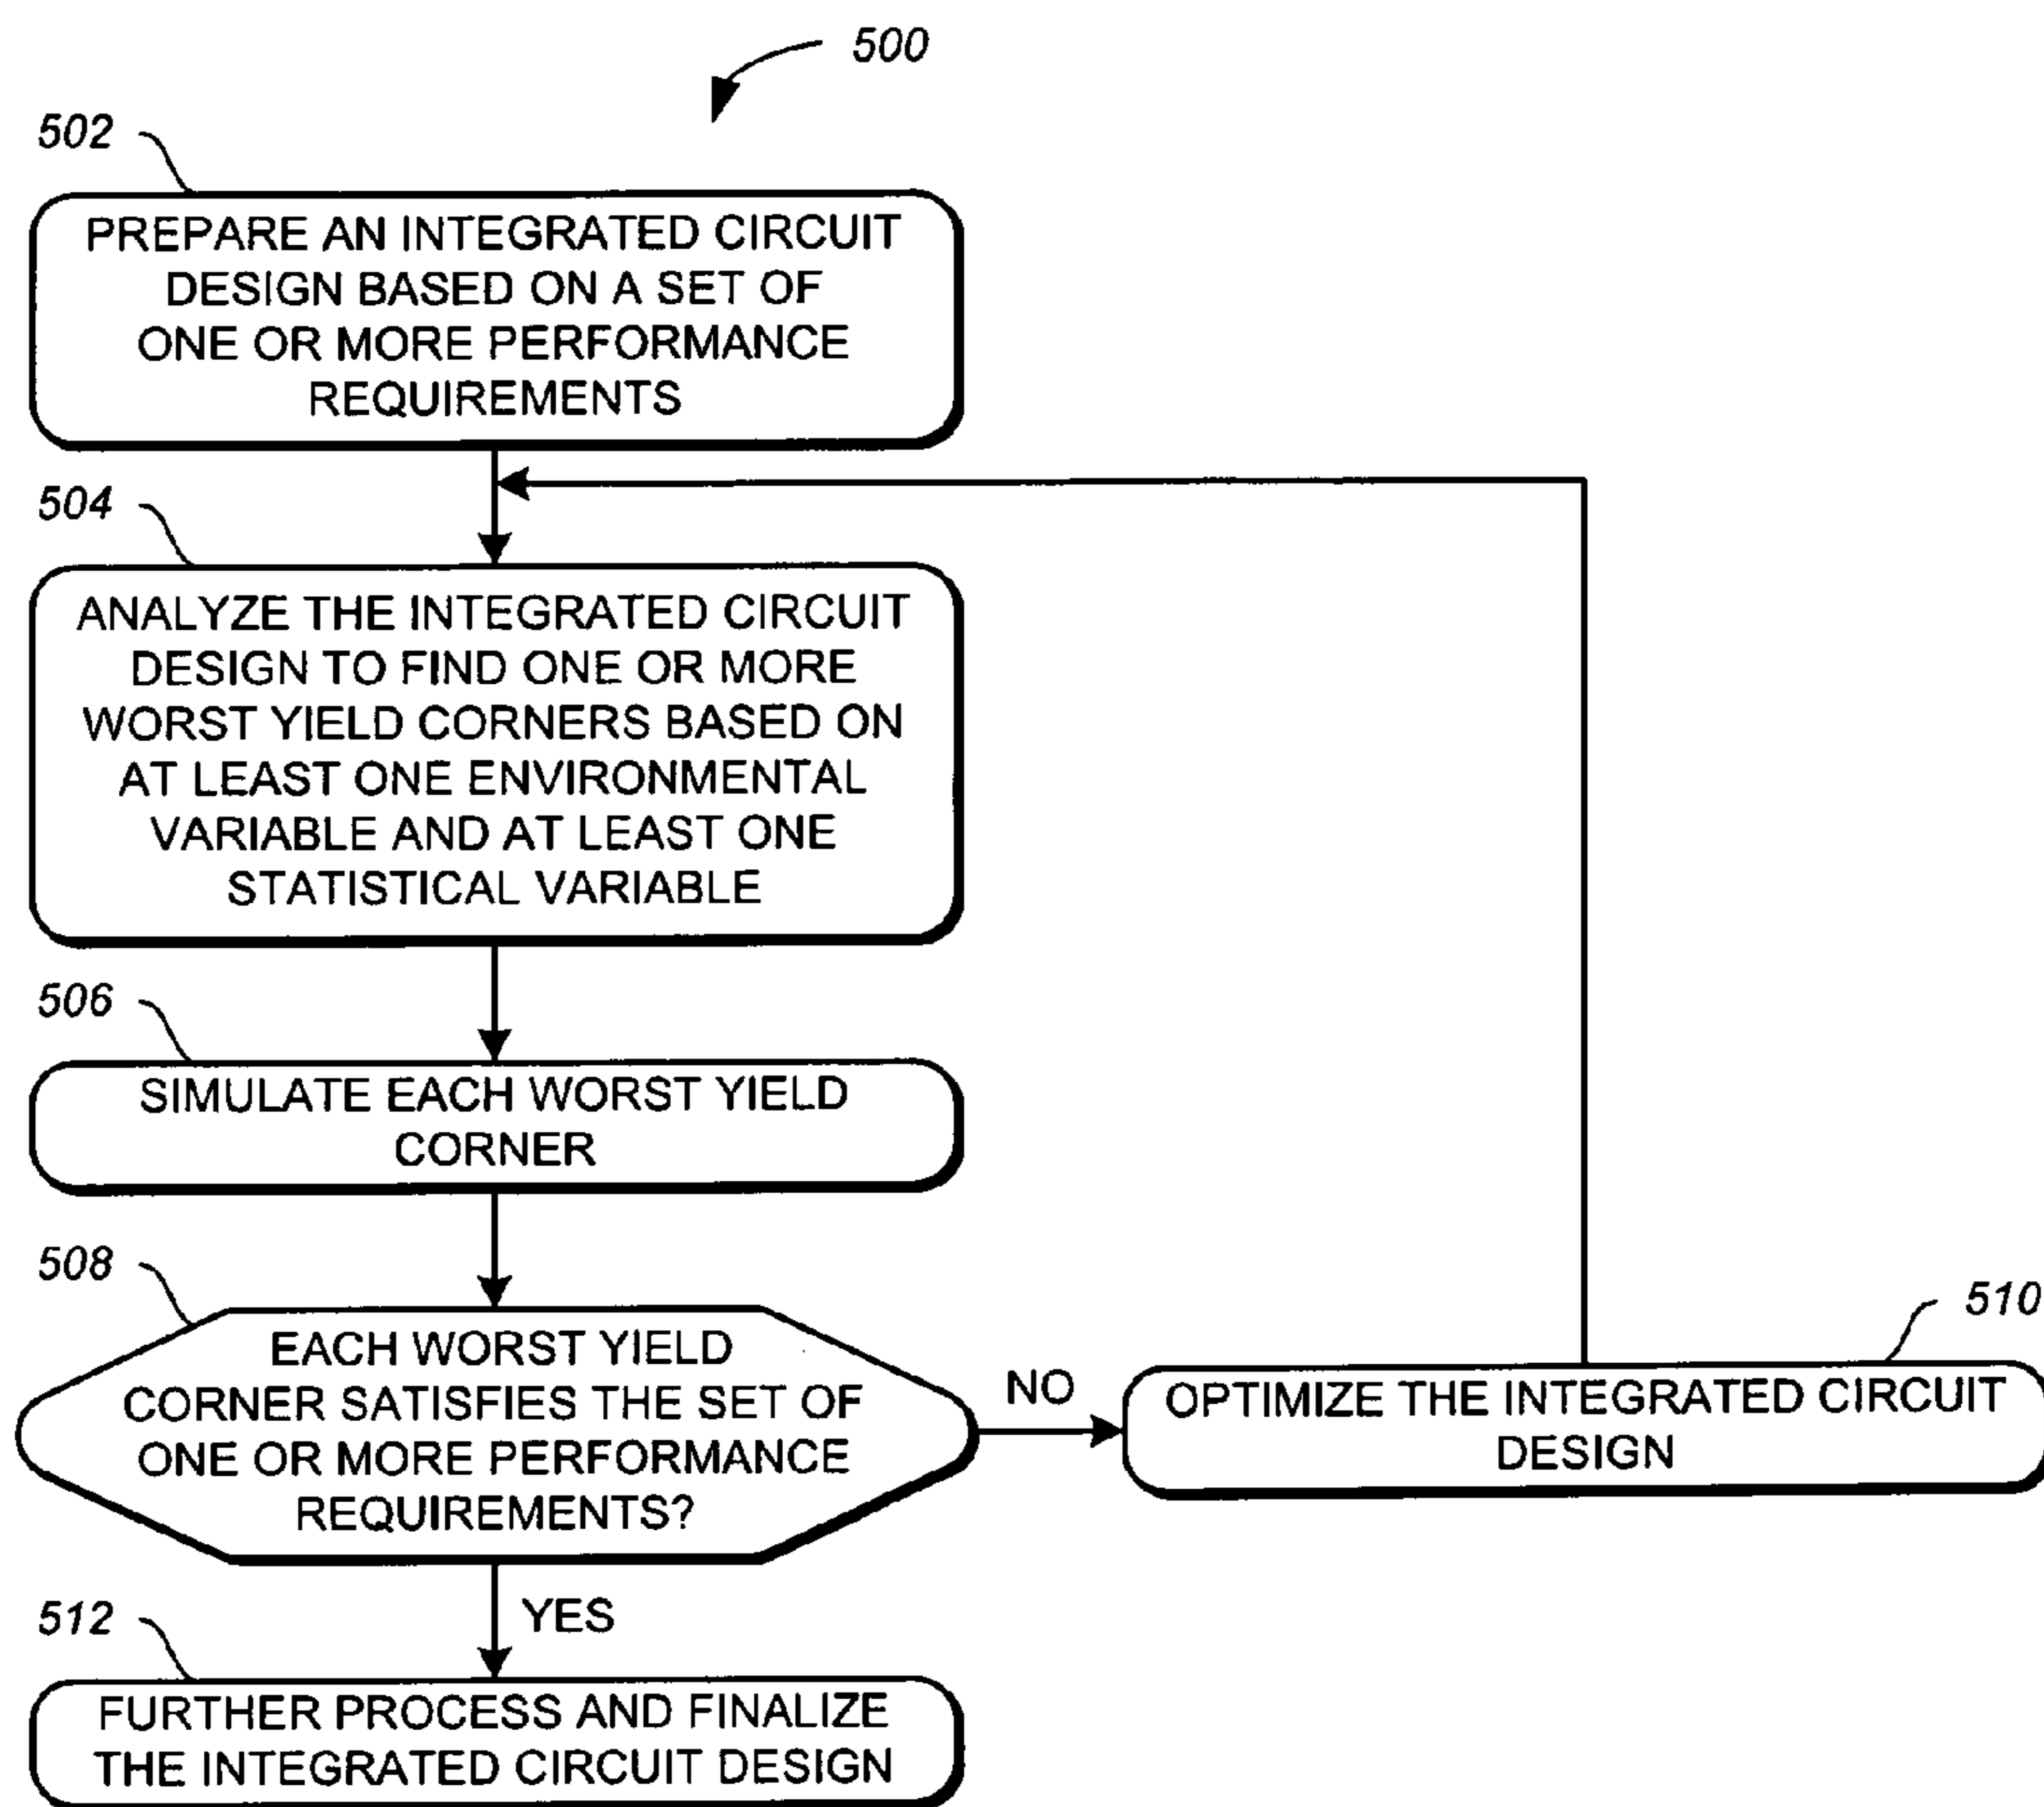 500
502
PREPARE AN INTEGRATED CIRCUIT
DESIGN BASED ON A SET OF
ONE OR MORE PERFORMANCE
REQUIREMENTS
504
ANALYZE THE INTEGRATED CIRCUIT
DESIGN TO FIND ONE OR MORE
WORST YIELD CORNERS BASED ON
AT LEAST ONE ENVIRONMENTAL
VARIABLE AND AT LEAST ONE
STATISTICAL VARIABLE
506
SIMULATE EACH WORST YIELD
CORNER
508
EACH WORST YIELD
CORNER SATISFIES THE SET OF
ONE OR MORE PERFORMANCE
REQUIREMENTS?
NO
510
OPTIMIZE THE INTEGRATED CIRCUIT
DESIGN
YES
512
FURTHER PROCESS AND FINALIZE
THE INTEGRATED CIRCUIT DESIGN